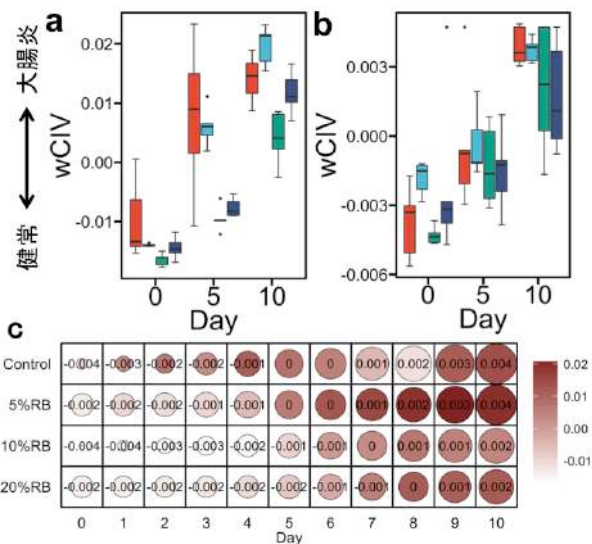 a
b
大腸炎
健常
wCIV
0.02
0.01
0.00
-0.01
0 5 10
Day
wCIV
0.003
0.000
-0.003
-0.006
0 5 10
Day
c
Control -0.004 -0.003 -0.002 -0.002 -0.001 0 0 0.001 0.002 0.003 0.004
5%RB -0.002 -0.002 -0.002 -0.001 -0.001 0 0 0.001 0.002 0.004
10%RB -0.004 -0.004 -0.003 -0.003 -0.002 -0.001 -0.001 0 0.001 0.001 0.002
20%RB -0.002 -0.002 -0.002 -0.002 -0.002 -0.002 -0.001 -0.001 0 0.001 0.002
0 1 2 3 4 5 6 7 8 9 10
Day
0.02
0.01
0.00
-0.01